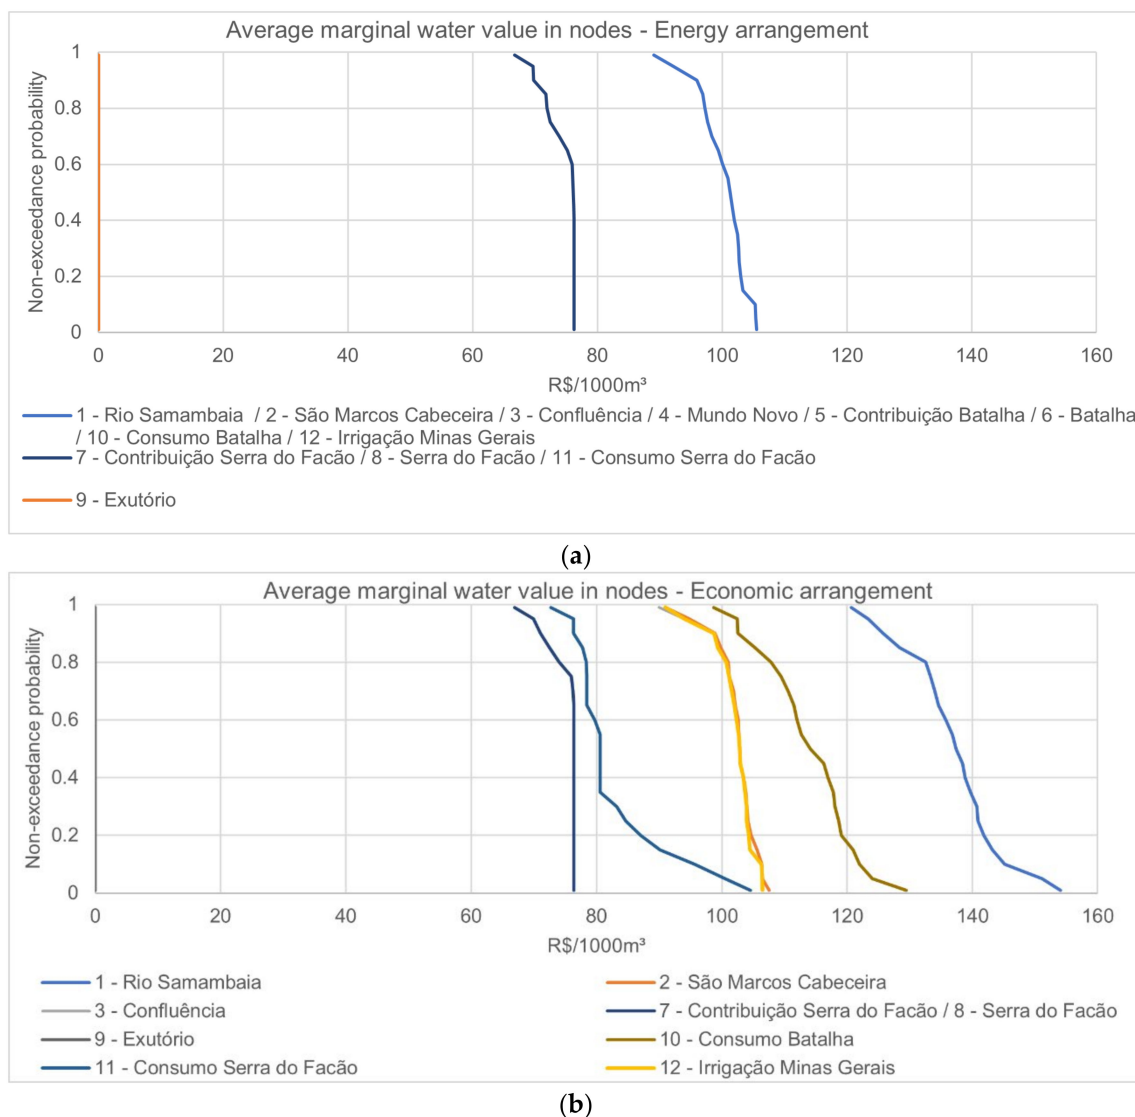 Average marginal water value in nodes - Energy arrangement
Non-exceedance probability
1
0.8
0.6
0.4
0.2
0
0 20 40 60 80 100 120 140 160
R$/1000m³
1 - Rio Samambaia / 2 - São Marcos Cabeceira / 3 - Confluência / 4 - Mundo Novo / 5 - Contribuição Batalha / 6 - Batalha
/ 10 - Consumo Batalha / 12 - Irrigação Minas Gerais
7 - Contribuição Serra do Facão / 8 - Serra do Facão / 11 - Consumo Serra do Facão
9 - Exutório
(a)
Average marginal water value in nodes - Economic arrangement
Non-exceedance probability
1
0.8
0.6
0.4
0.2
0
0 20 40 60 80 100 120 140 160
R$/1000m³
1 - Rio Samambaia
2 - São Marcos Cabeceira
3 - Confluência
7 - Contribuição Serra do Facão / 8 - Serra do Facão
9 - Exutório
10 - Consumo Batalha
11 - Consumo Serra do Facão
12 - Irrigação Minas Gerais
(b)